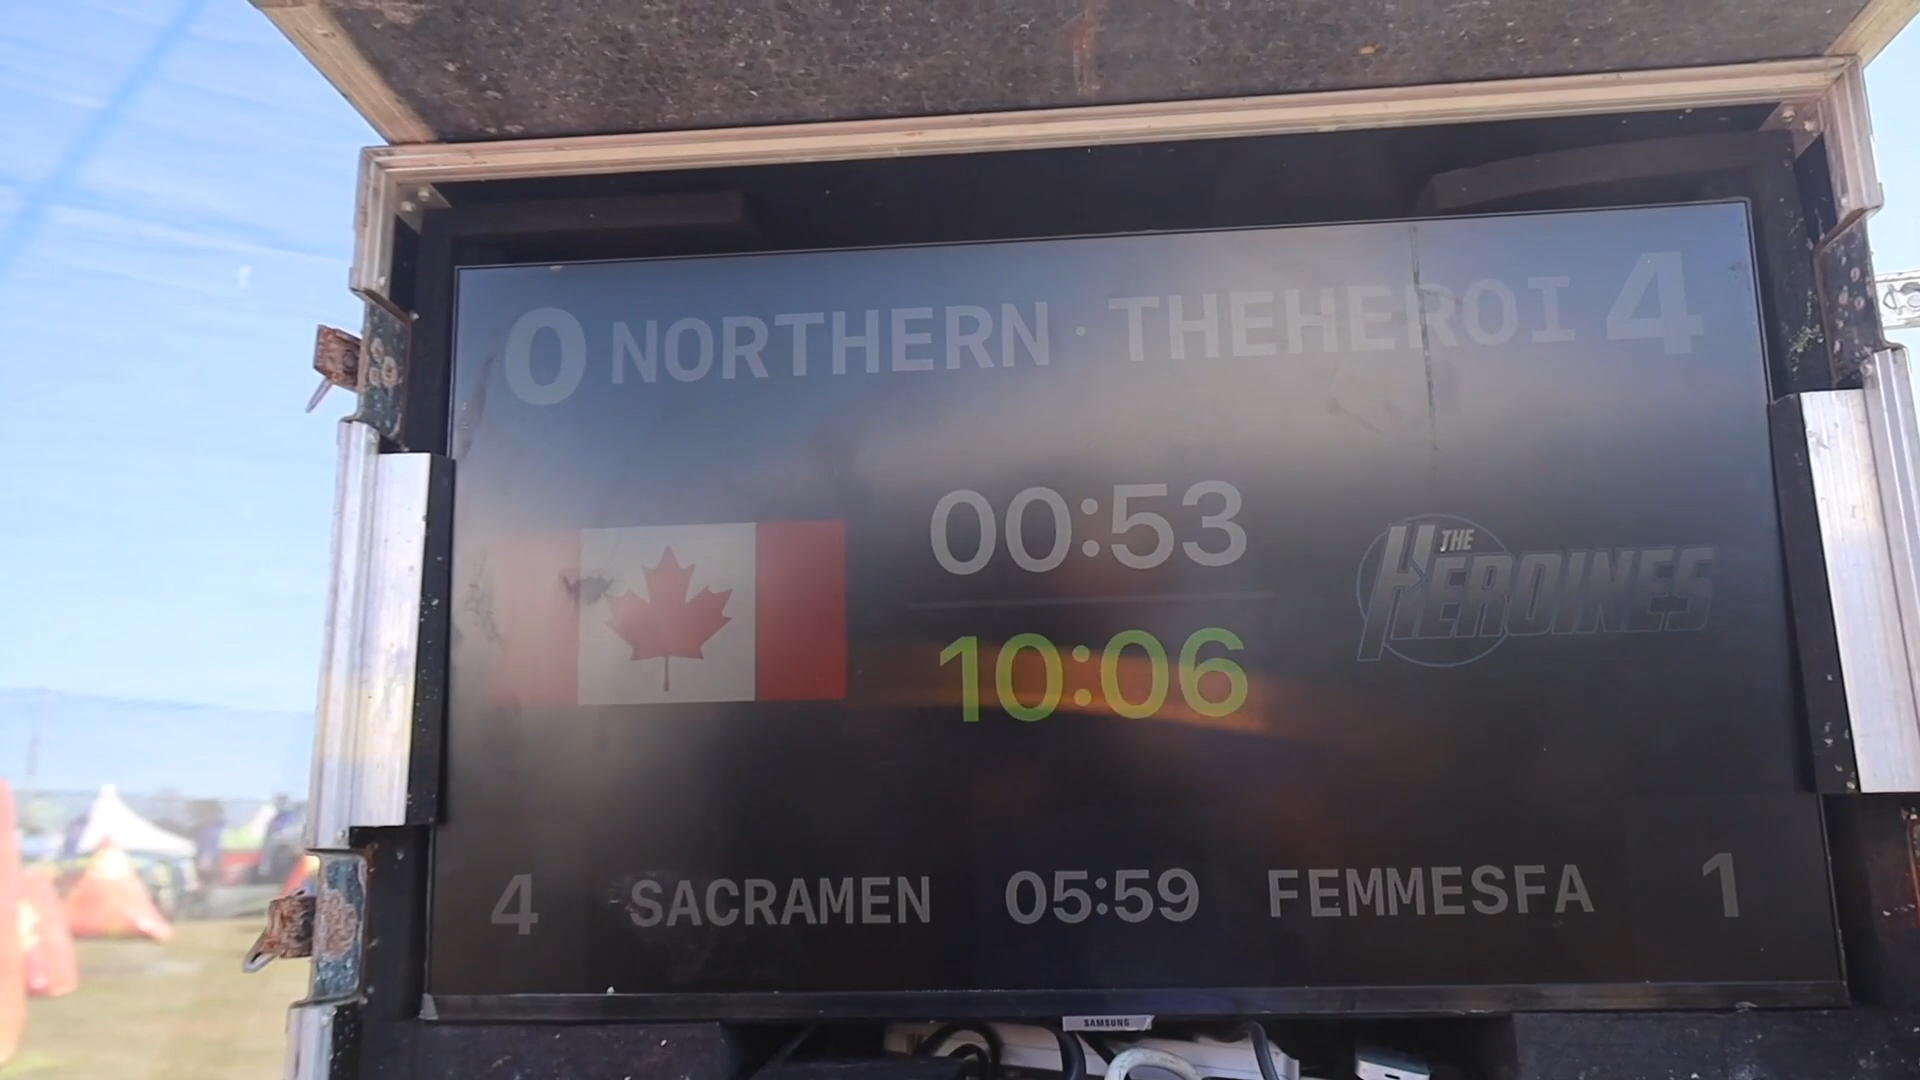 0 NORTHERN · THEHEROI 4
00:53
THE
HEROINES
10:06
4 SACRAMEN 05:59 FEMMESFA 1
SAMSUNG